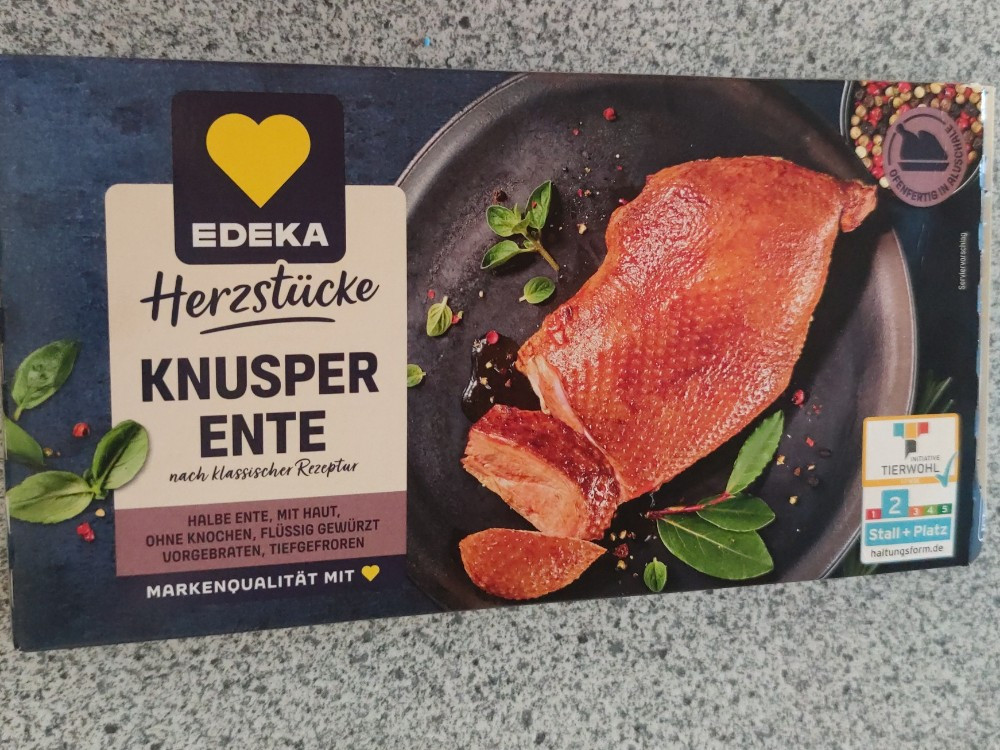 EDEKA
Herzstücke
KNUSPER
ENTE
nach klassischer Rezeptur
HALBE ENTE, MIT HAUT,
OHNE KNOCHEN, FLÜSSIG GEWÜRZT
VORGEBRATEN, TIEFGEFROREN
MARKENQUALITÄT MIT
OFENFERTIG IN ALUSCHALE
Serviervorschlag
INITIATIVE
TIERWOHL
1 2 3 4 5
Stall + Platz
haltungsform.de